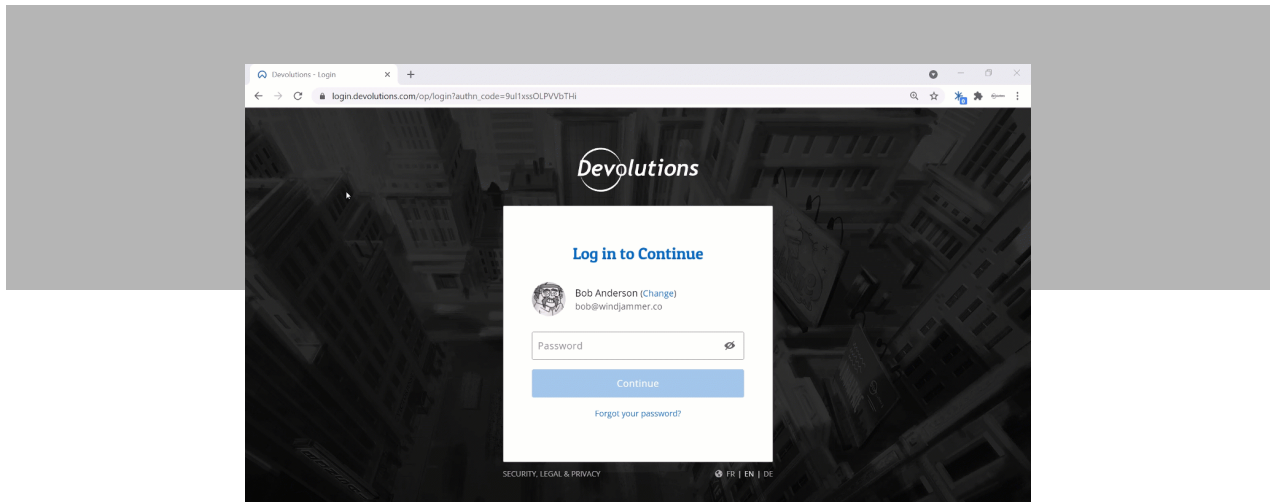 Devolutions - Login
login.devolutions.com/op/login?authn_code=9ul1xssOLPVVbTHi
Devolutions
Log in to Continue
Bob Anderson (Change)
bob@windjammer.co
Password
Continue
Forgot your password?
SECURITY, LEGAL & PRIVACY FR | EN | DE